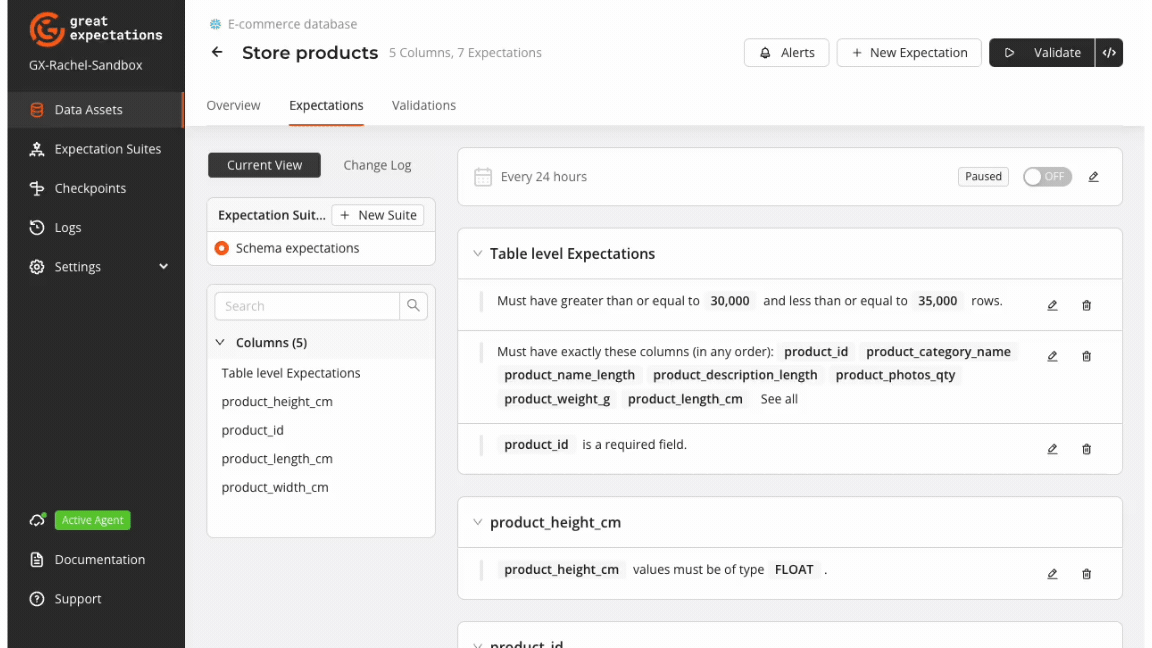 great
expectations
GX-Rachel-Sandbox
Data Assets
Expectation Suites
Checkpoints
Logs
Settings
Active Agent
Documentation
Support
E-commerce database
Store products 5 Columns, 7 Expectations
Alerts
+ New Expectation
Validate </>
Overview Expectations Validations
Current View Change Log
Expectation Suit... + New Suite
Schema expectations
Search
Columns (5)
Table level Expectations
product_height_cm
product_id
product_length_cm
product_width_cm
Every 24 hours Paused OFF
Table level Expectations
Must have greater than or equal to 30,000 and less than or equal to 35,000 rows.
Must have exactly these columns (in any order): product_id product_category_name
product_name_length product_description_length product_photos_qty
product_weight_g product_length_cm See all
product_id is a required field.
product_height_cm
product_height_cm values must be of type FLOAT .
product_id